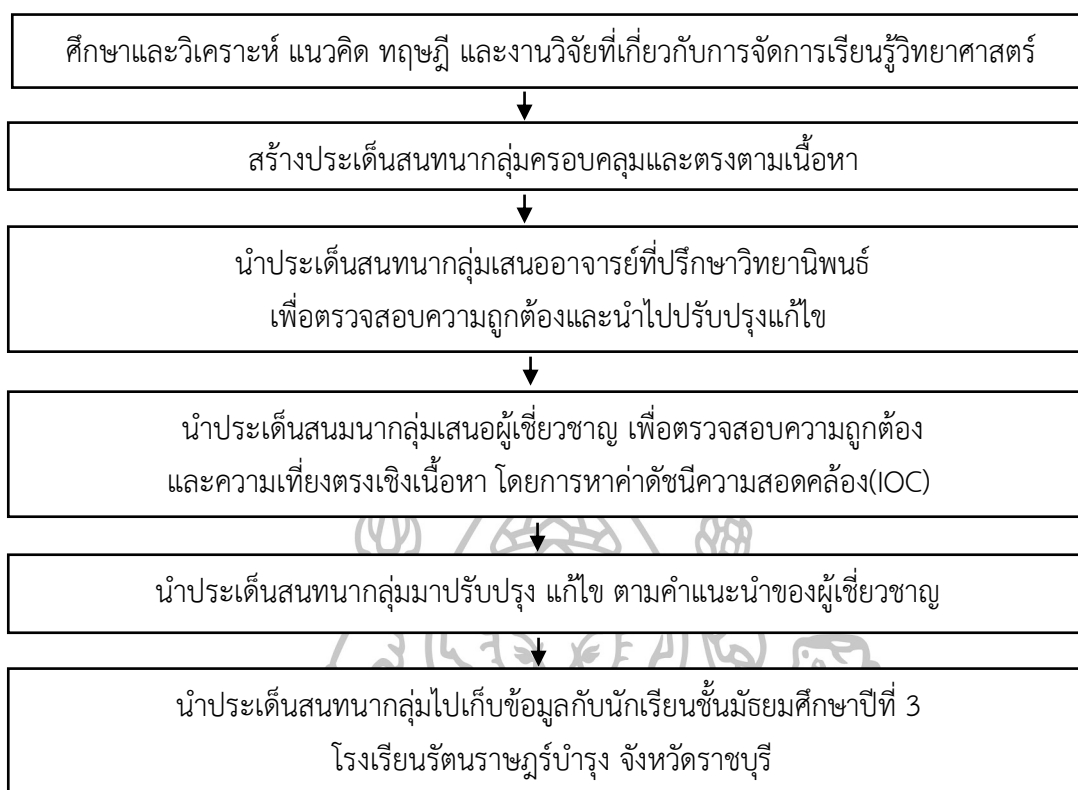 ศึกษาและวิเคราะห์ แนวคิด ทฤษฎี และงานวิจัยที่เกี่ยวกับการจัดการเรียนรู้วิทยาศาสตร์
สร้างประเด็นสนทนากลุ่มครอบคลุมและตรงตามเนื้อหา
นำประเด็นสนทนากลุ่มเสนออาจารย์ที่ปรึกษาวิทยานิพนธ์
เพื่อตรวจสอบความถูกต้องและนำไปปรับปรุงแก้ไข
นำประเด็นสนมนากลุ่มเสนอผู้เชี่ยวชาญ เพื่อตรวจสอบความถูกต้อง
และความเที่ยงตรงเชิงเนื้อหา โดยการหาค่าดัชนีความสอดคล้อง(IOC)
นำประเด็นสนทนากลุ่มมาปรับปรุง แก้ไข ตามคำแนะนำของผู้เชี่ยวชาญ
นำประเด็นสนทนากลุ่มไปเก็บข้อมูลกับนักเรียนชั้นมัธยมศึกษาปีที่ 3
โรงเรียนรัตนราษฎร์บำรุง จังหวัดราชบุรี